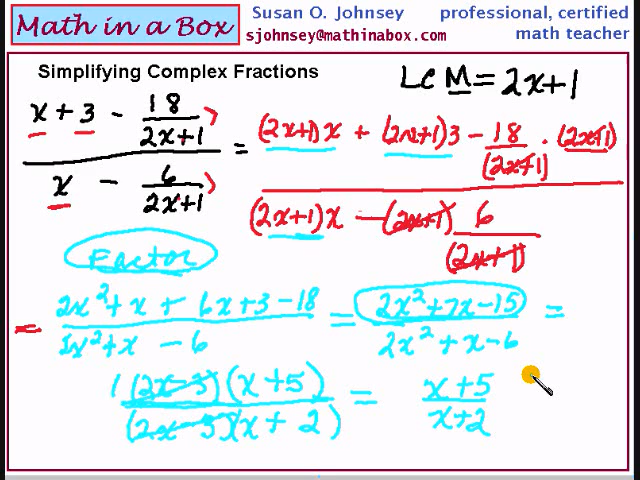 Math in a Box
Susan O. Johnsey professional, certified
sjohnsey@mathinabox.com math teacher
Simplifying Complex Fractions
LCM = 2x+1
x + 3 - 18/(2x+1)
x - 6/(2x+1)
= (2x+1)x + (2x+1)3 - 18/(2x+1) · (2x+1)
(2x+1)x - (2x+1) 6/(2x+1)
Factor
= 2x²+x + 6x+3-18 = 2x²+7x-15 =
2x²+x - 6 2x²+x-6
1(2x-3)(x+5) = x+5
(2x-3)(x+2) x+2